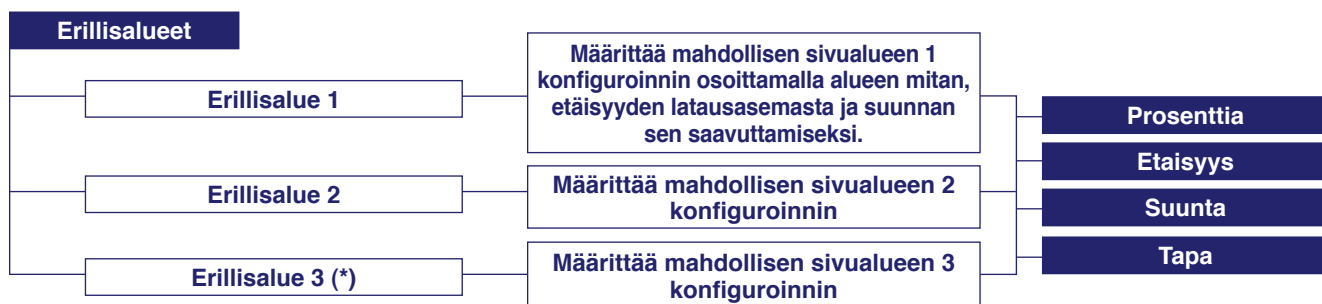 Erillisalueet
Erillisalue 1
Määrittää mahdollisen sivualueen 1
konfiguroinnin osoittamalla alueen mitan,
etäisyyden latausasemasta ja suunnan
sen saavuttamiseksi.
Erillisalue 2
Määrittää mahdollisen sivualueen 2
konfiguroinnin
Erillisalue 3 (*)
Määrittää mahdollisen sivualueen 3
konfiguroinnin
Prosenttia
Etaisyys
Suunta
Tapa